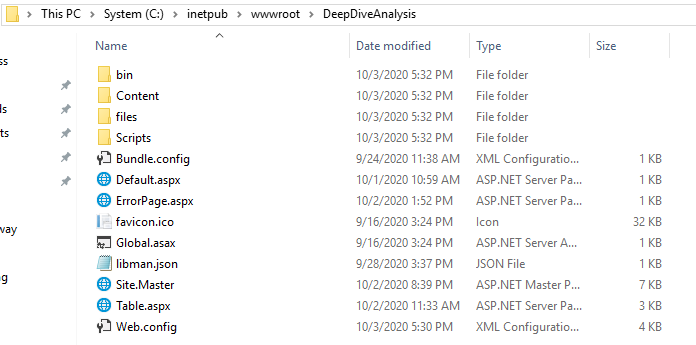 This PC > System (C:) > inetpub > wwwroot > DeepDiveAnalysis
Name Date modified Type Size
ss
bin 10/3/2020 5:32 PM File folder
Content 10/3/2020 5:32 PM File folder
ls files 10/3/2020 5:32 PM File folder
ts Scripts 10/3/2020 5:32 PM File folder
Bundle.config 9/24/2020 11:38 AM XML Configuratio... 1 KB
Default.aspx 10/1/2020 10:59 AM ASP.NET Server Pa... 1 KB
ErrorPage.aspx 10/2/2020 1:52 PM ASP.NET Server Pa... 1 KB
favicon.ico 9/16/2020 3:24 PM Icon 32 KB
way Global.asax 9/16/2020 3:24 PM ASP.NET Server A... 1 KB
libman.json 9/28/2020 3:37 PM JSON File 1 KB
ng Site.Master 10/2/2020 8:39 PM ASP.NET Master P... 7 KB
Table.aspx 10/2/2020 11:33 AM ASP.NET Server Pa... 3 KB
Web.config 10/3/2020 5:30 PM XML Configuratio... 4 KB